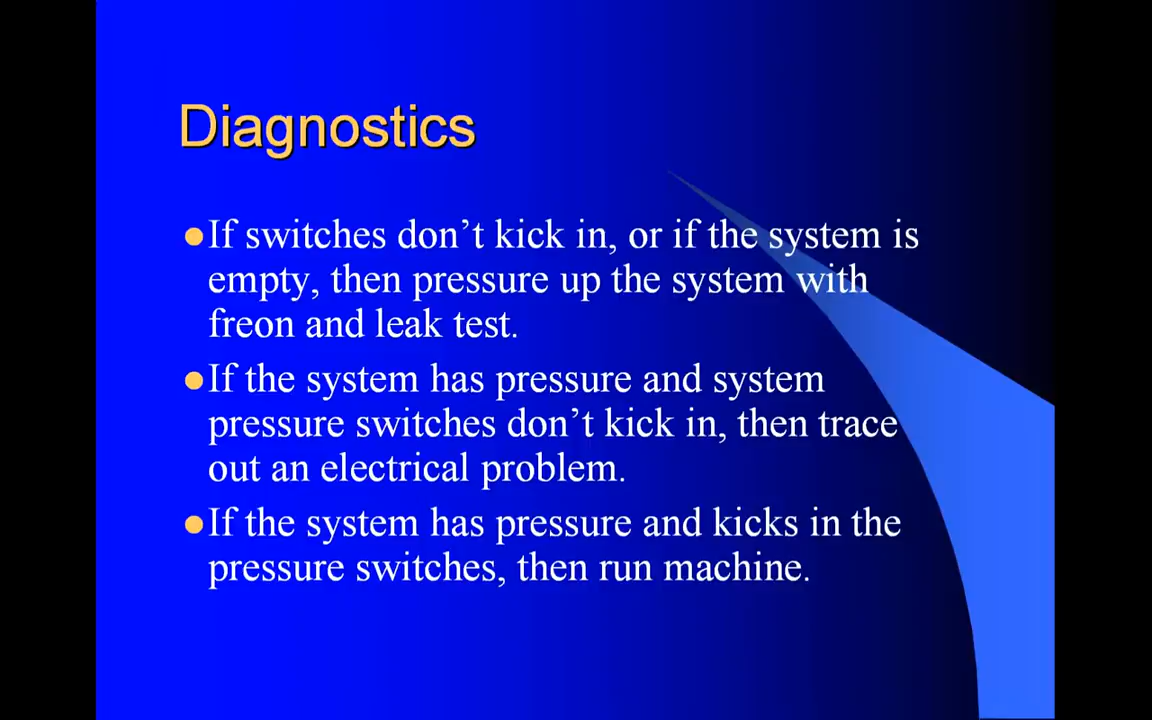 Diagnostics
●If switches don’t kick in, or if the system is
empty, then pressure up the system with
freon and leak test.
●If the system has pressure and system
pressure switches don’t kick in, then trace
out an electrical problem.
●If the system has pressure and kicks in the
pressure switches, then run machine.